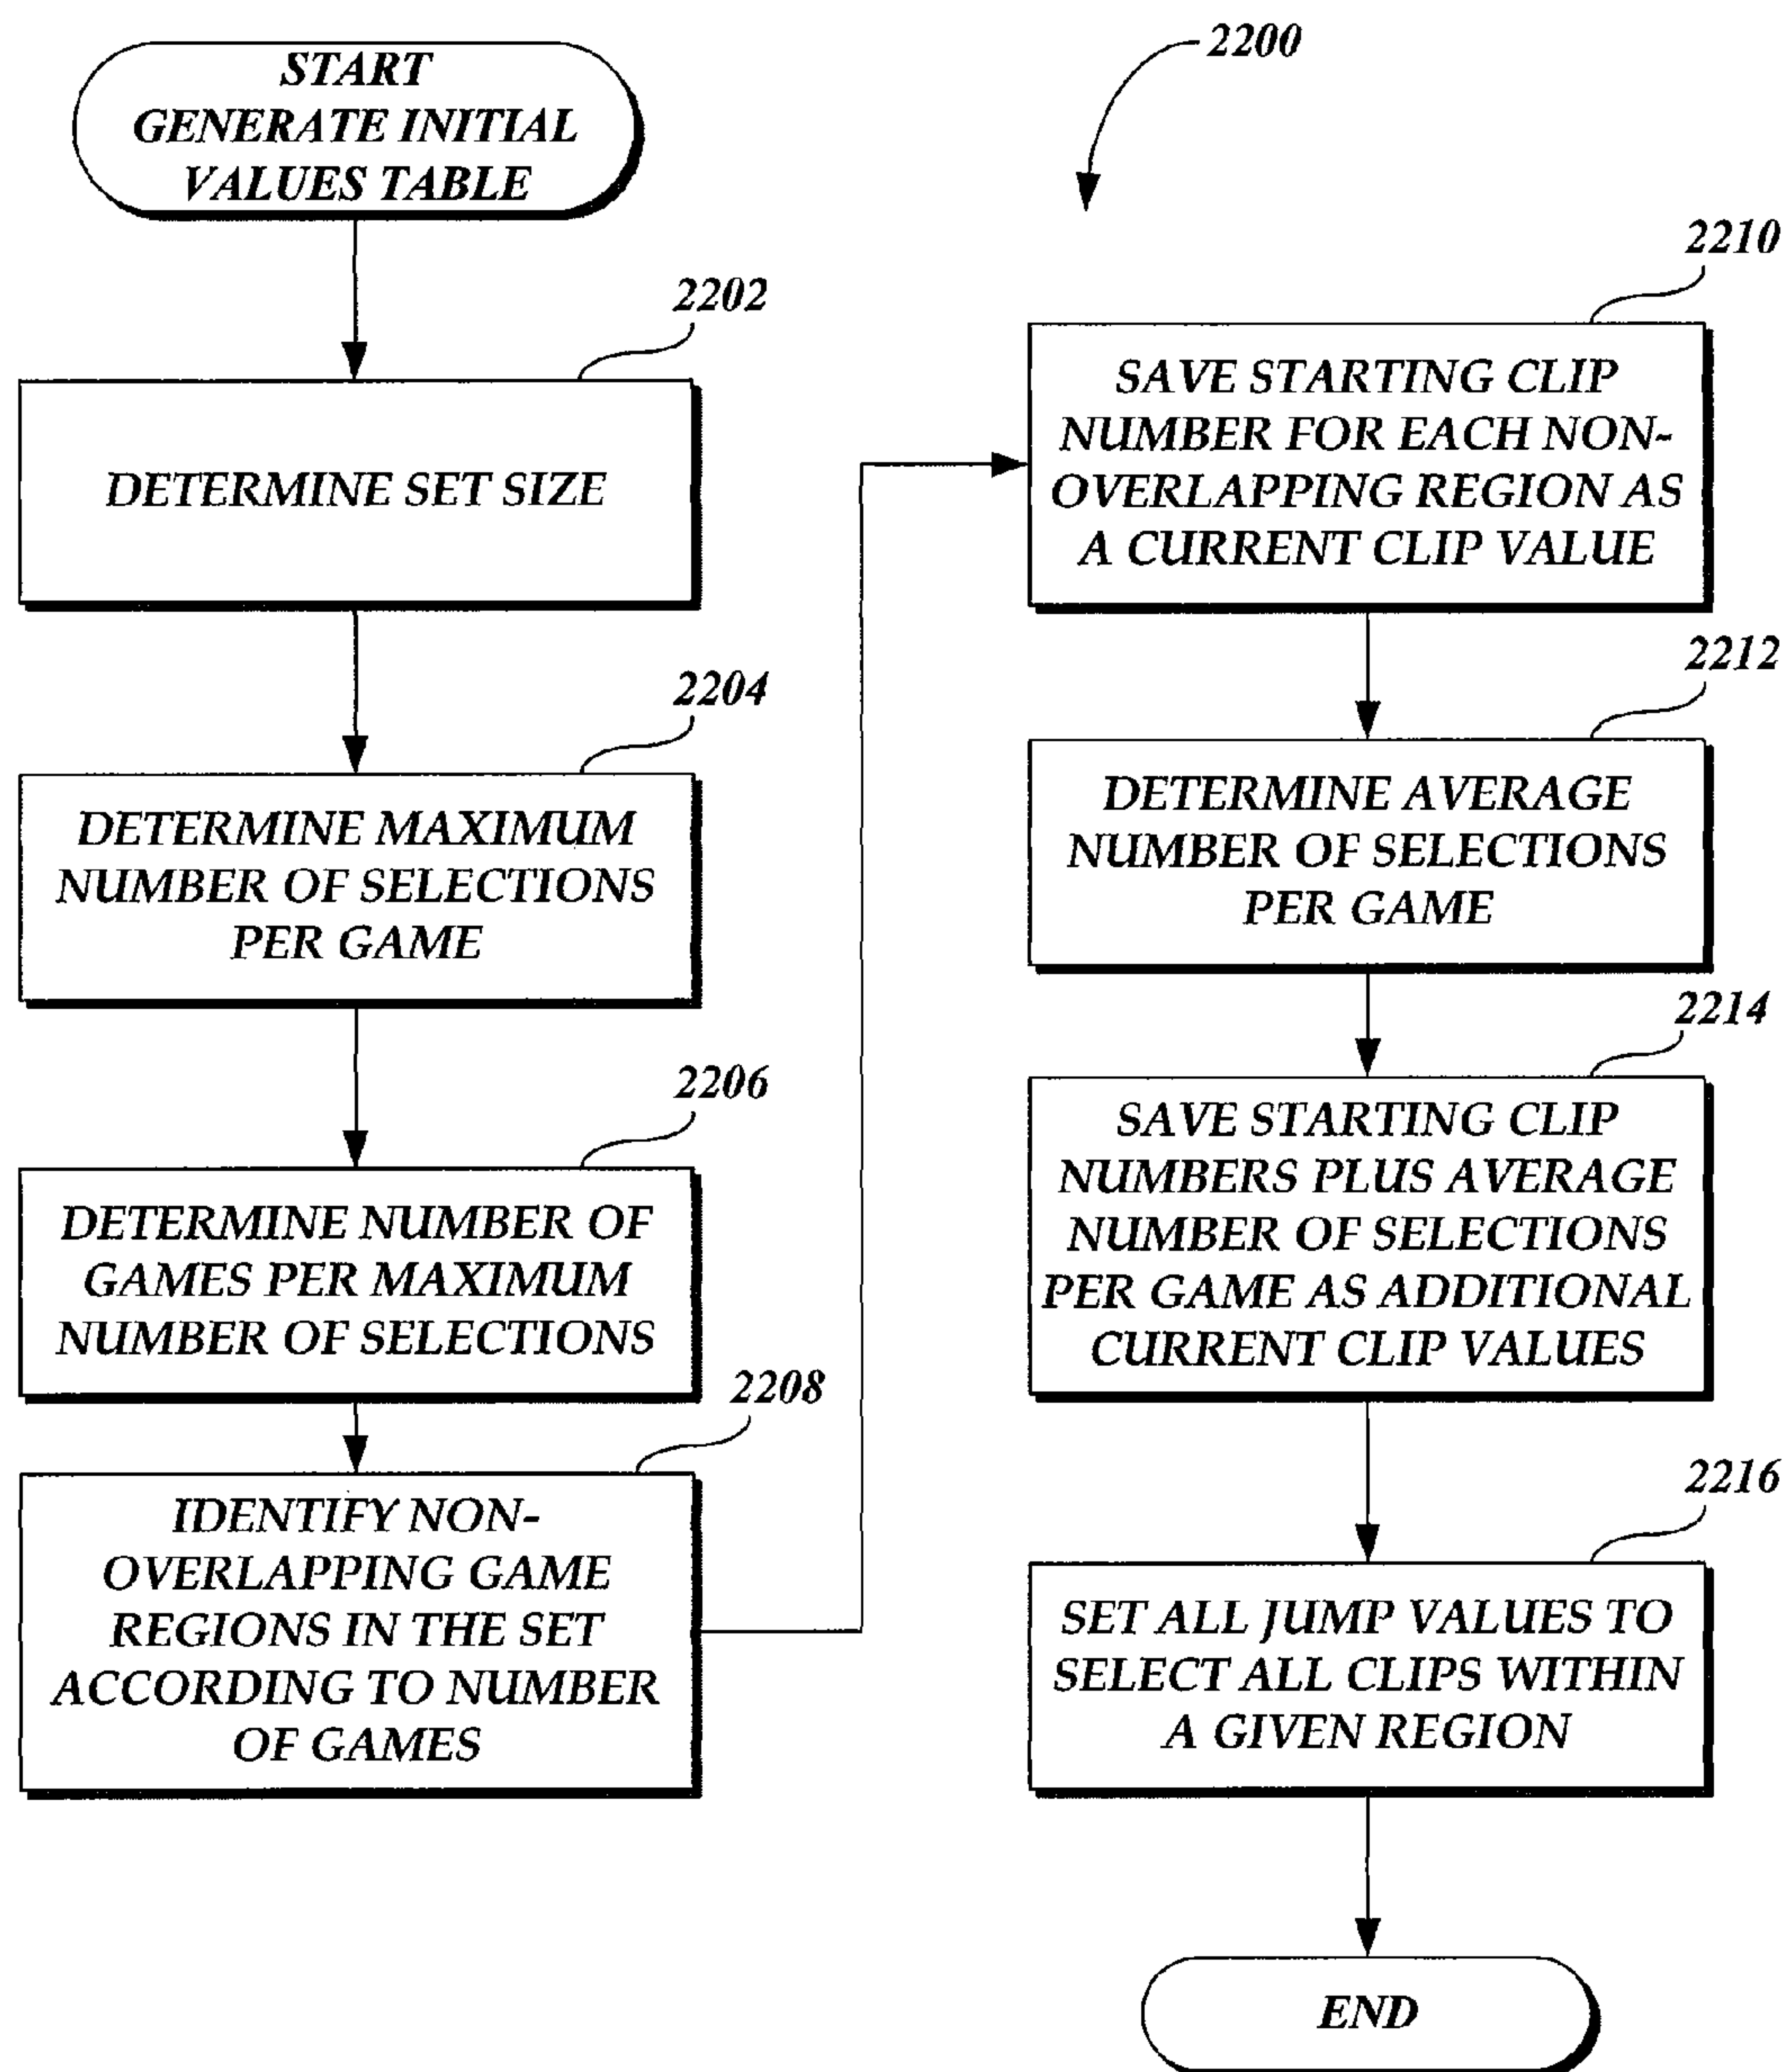 START
GENERATE INITIAL
VALUES TABLE
2202
DETERMINE SET SIZE
2204
DETERMINE MAXIMUM
NUMBER OF SELECTIONS
PER GAME
2206
DETERMINE NUMBER OF
GAMES PER MAXIMUM
NUMBER OF SELECTIONS
2208
IDENTIFY NON-
OVERLAPPING GAME
REGIONS IN THE SET
ACCORDING TO NUMBER
OF GAMES
2200
2210
SAVE STARTING CLIP
NUMBER FOR EACH NON-
OVERLAPPING REGION AS
A CURRENT CLIP VALUE
2212
DETERMINE AVERAGE
NUMBER OF SELECTIONS
PER GAME
2214
SAVE STARTING CLIP
NUMBERS PLUS AVERAGE
NUMBER OF SELECTIONS
PER GAME AS ADDITIONAL
CURRENT CLIP VALUES
2216
SET ALL JUMP VALUES TO
SELECT ALL CLIPS WITHIN
A GIVEN REGION
END